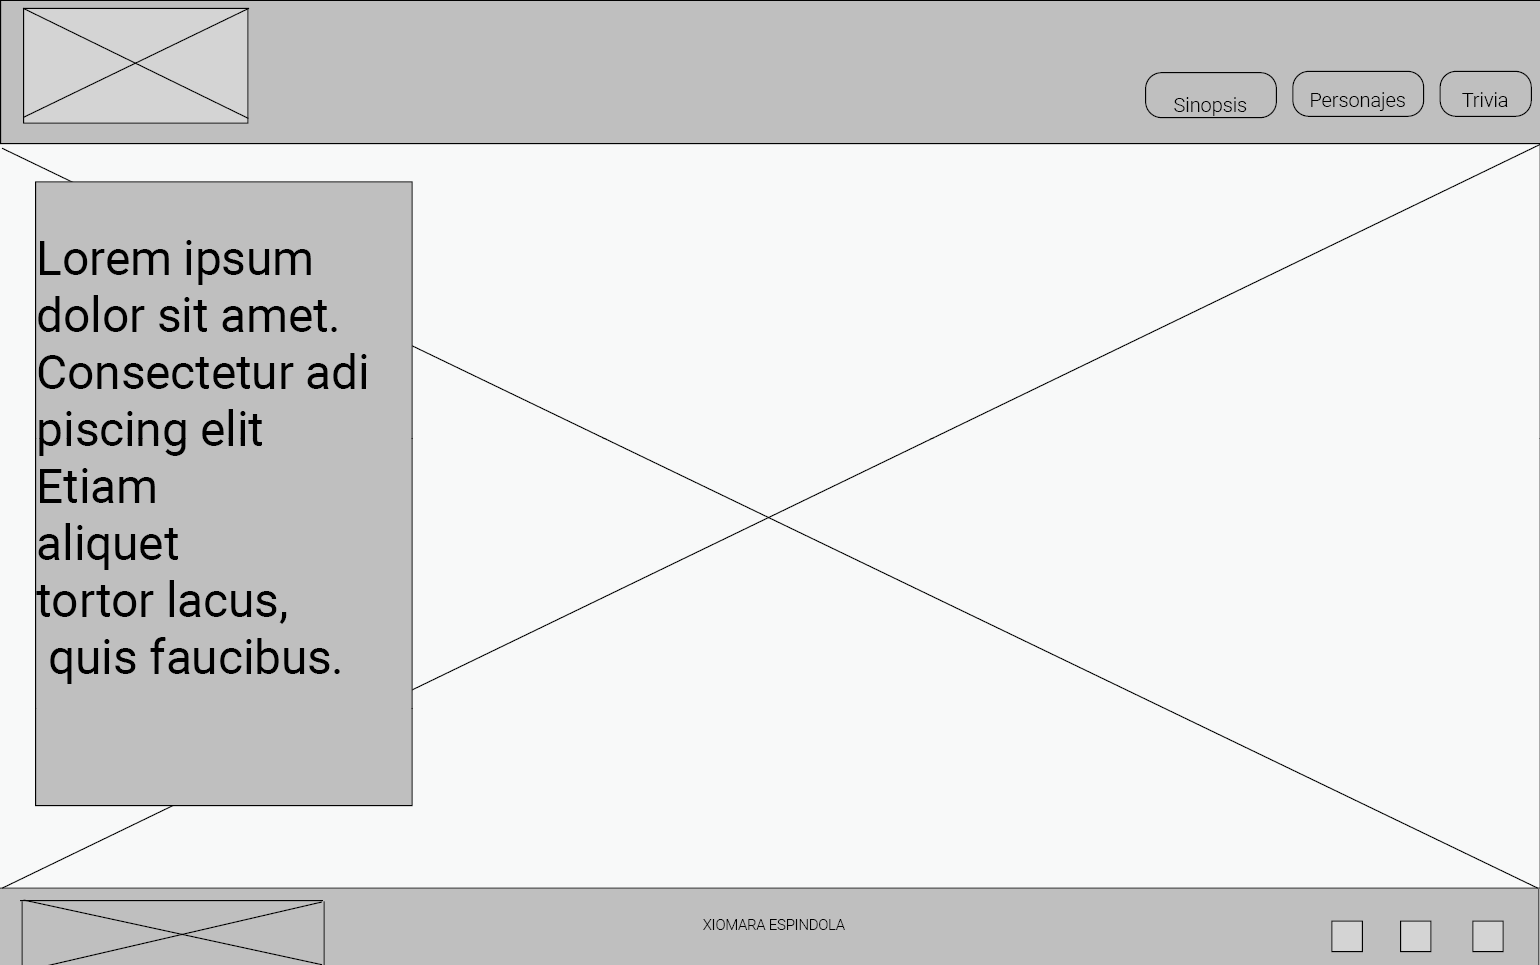 Sinopsis
Personajes
Trivia
Lorem ipsum
dolor sit amet.
Consectetur adi
piscing elit
Etiam
aliquet
tortor lacus,
quis faucibus.
XIOMARA ESPINDOLA